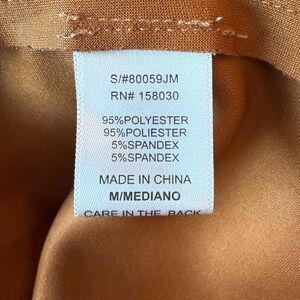 S/#80059JM
RN# 158030
95%POLYESTER
95%POLIESTER
5%SPANDEX
5%SPANDEX
MADE IN CHINA
M/MEDIANO
CARE IN THE BACK